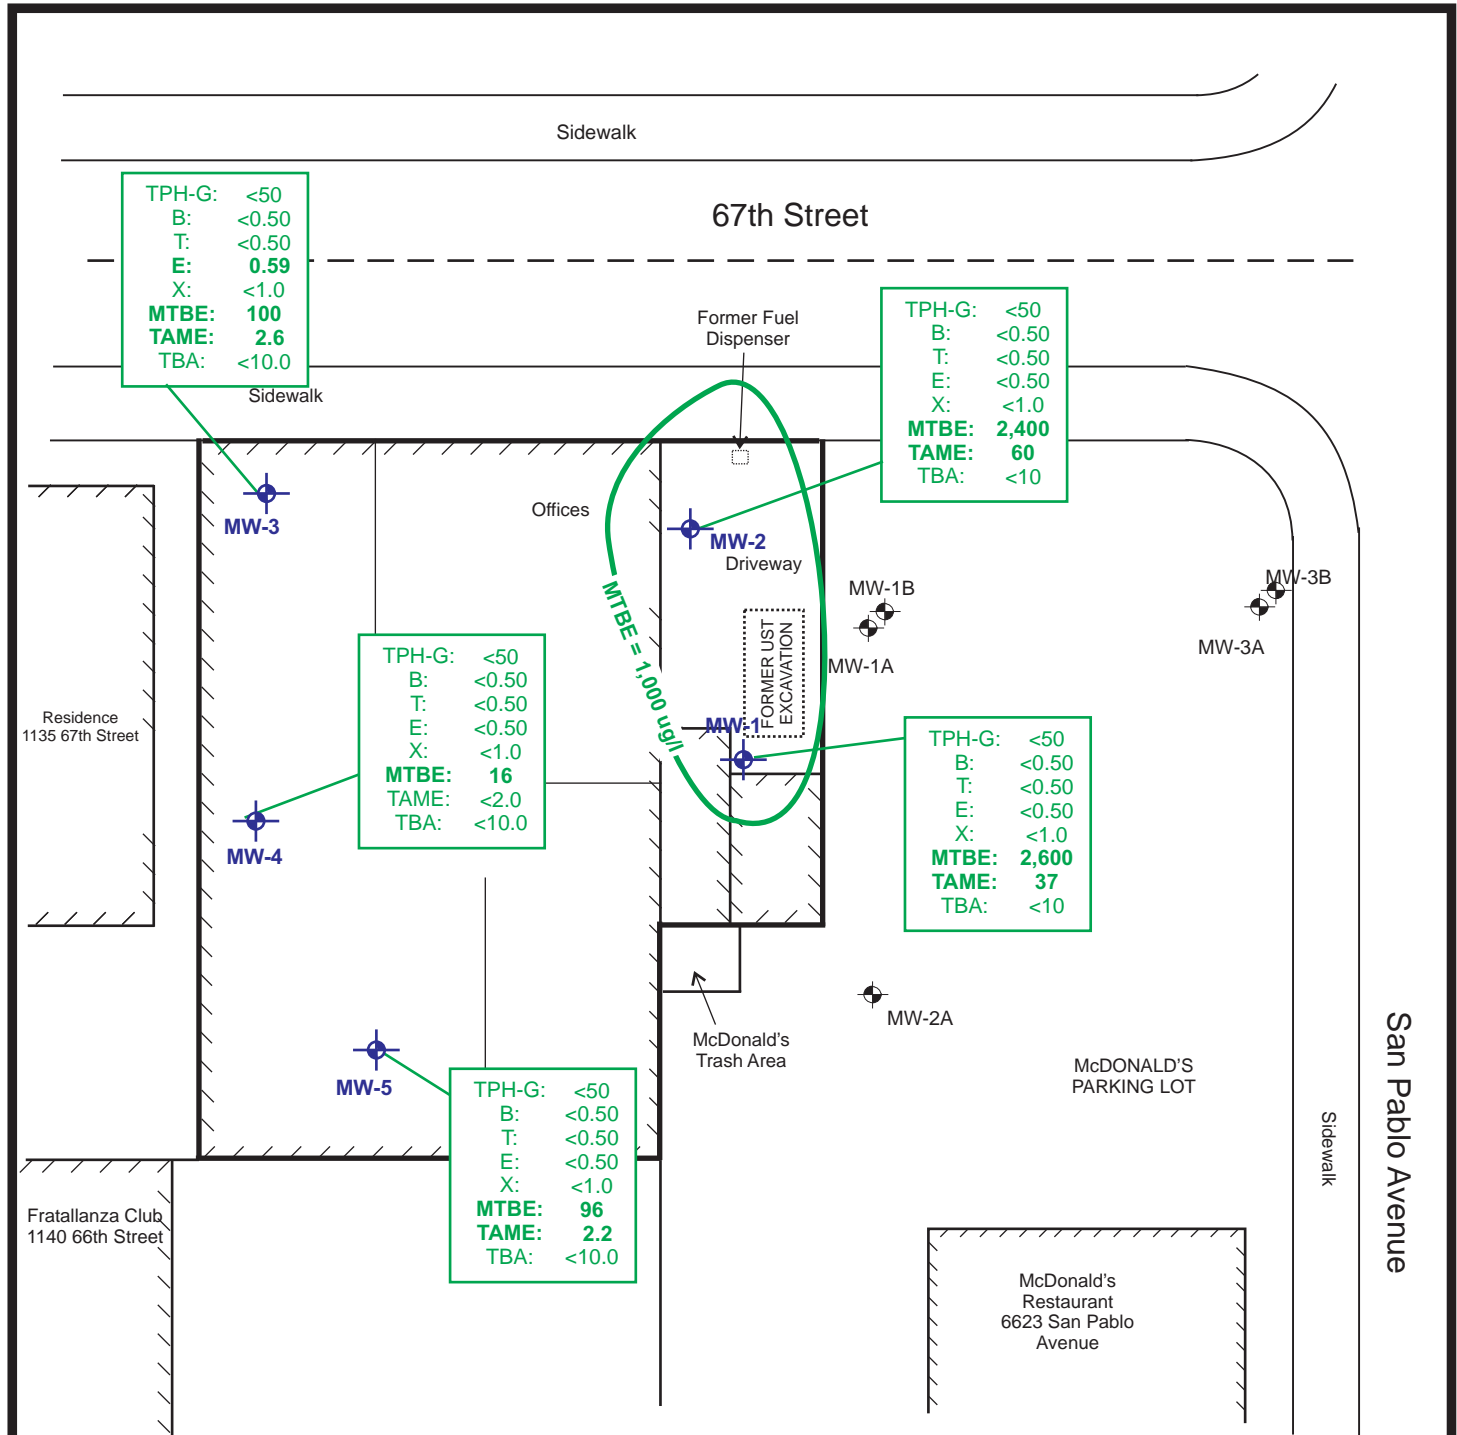 Sidewalk
67th Street
TPH-G: <50
B: <0.50
T: <0.50
E: 0.59
X: <1.0
MTBE: 100
TAME: 2.6
TBA: <10.0
Former Fuel
Dispenser
TPH-G: <50
B: <0.50
T: <0.50
E: <0.50
X: <1.0
MTBE: 2,400
TAME: 60
TBA: <10
Sidewalk
MW-3
Offices
MW-2
Driveway
MW-1B
MW-1A
MW-3B
MW-3A
MTBE = 1,000 ug/l
FORMER UST
EXCAVATION
MW-1
TPH-G: <50
B: <0.50
T: <0.50
E: <0.50
X: <1.0
MTBE: 16
TAME: <2.0
TBA: <10.0
Residence
1135 67th Street
MW-4
TPH-G: <50
B: <0.50
T: <0.50
E: <0.50
X: <1.0
MTBE: 2,600
TAME: 37
TBA: <10
MW-2A
McDonald's
Trash Area
McDONALD'S
PARKING LOT
San Pablo Avenue
Sidewalk
MW-5
TPH-G: <50
B: <0.50
T: <0.50
E: <0.50
X: <1.0
MTBE: 96
TAME: 2.2
TBA: <10.0
Fratallanza Club
1140 66th Street
McDonald's
Restaurant
6623 San Pablo
Avenue